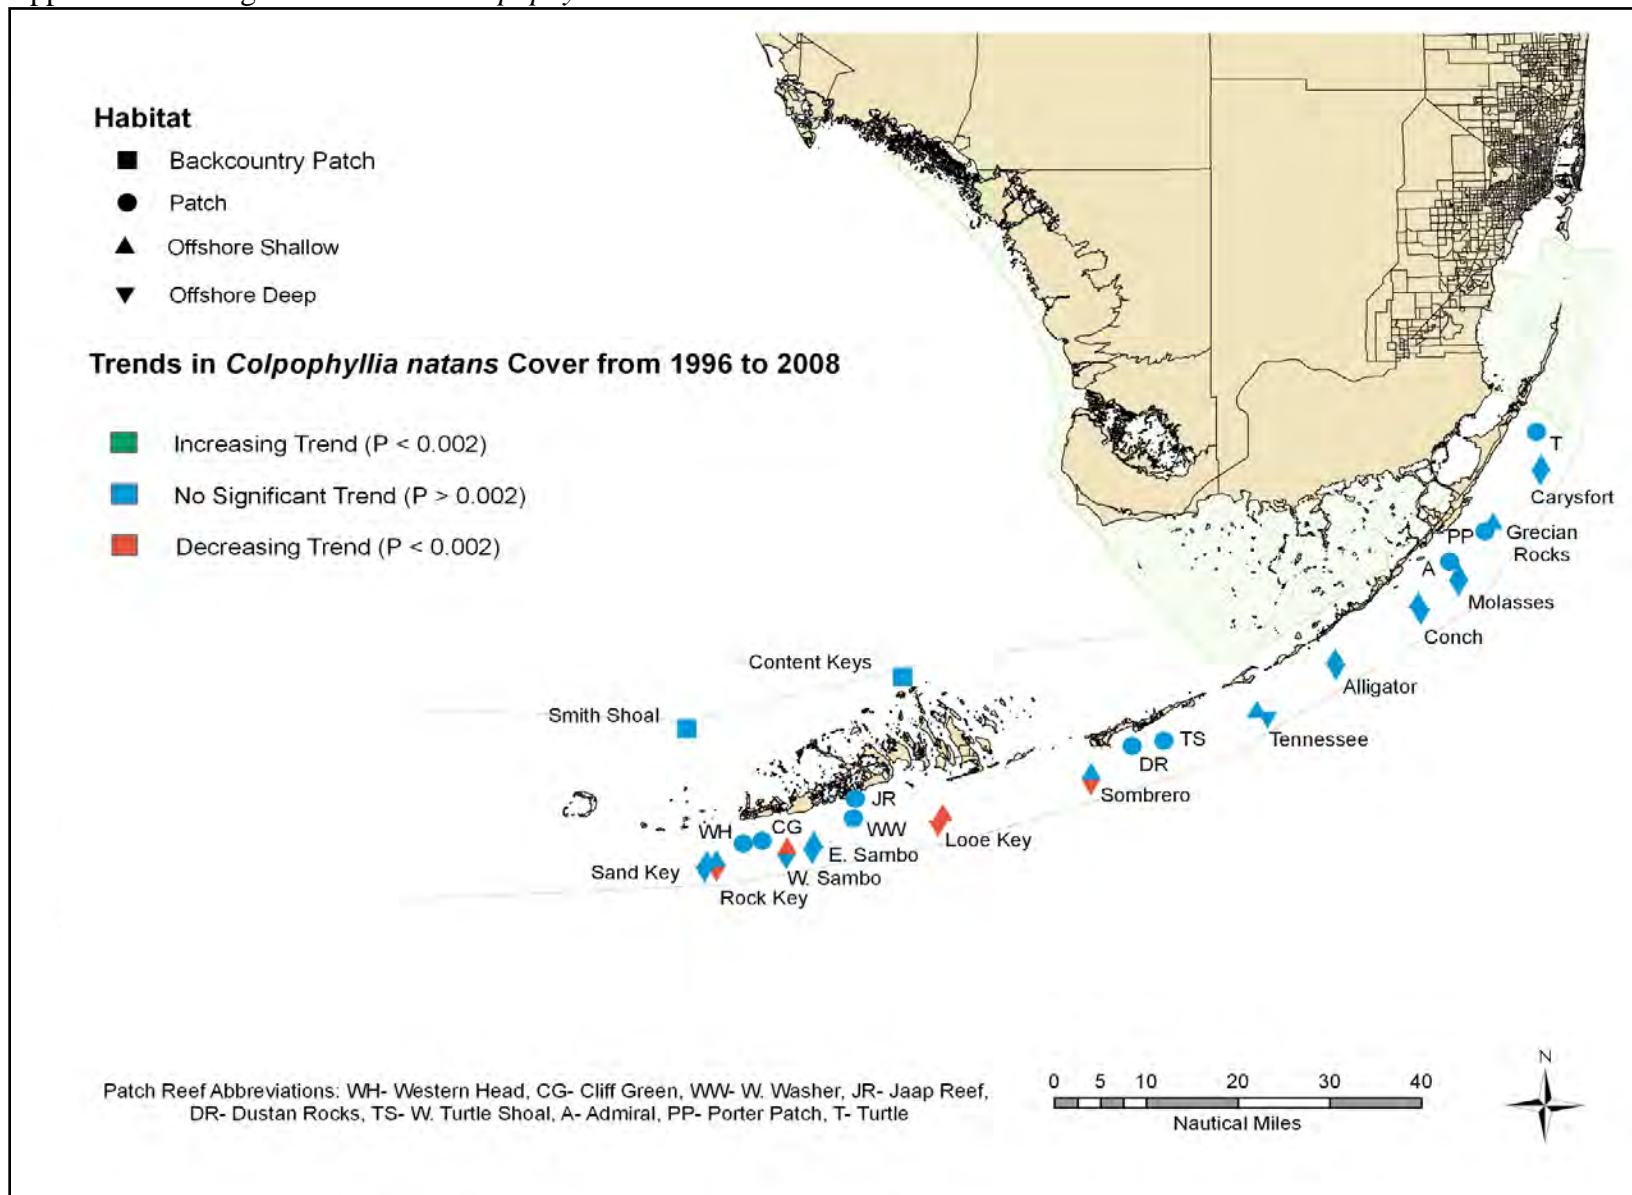 Habitat
Backcountry Patch
Patch
Offshore Shallow
Offshore Deep
Trends in Colpophyllia natans Cover from 1996 to 2008
Increasing Trend (P < 0.002)
No Significant Trend (P > 0.002)
Decreasing Trend (P < 0.002)
T
Carysfort
PP
Grecian
Rocks
A
Molasses
Conch
Alligator
Tennessee
TS
DR
Sombrero
Content Keys
Smith Shoal
JR
WW
Looe Key
WH
CG
E. Sambo
W. Sambo
Sand Key
Rock Key
Patch Reef Abbreviations: WH- Western Head, CG- Cliff Green, WW- W. Washer, JR- Jaap Reef,
DR- Dustan Rocks, TS- W. Turtle Shoal, A- Admiral, PP- Porter Patch, T- Turtle
0 5 10 20 30 40
Nautical Miles
N